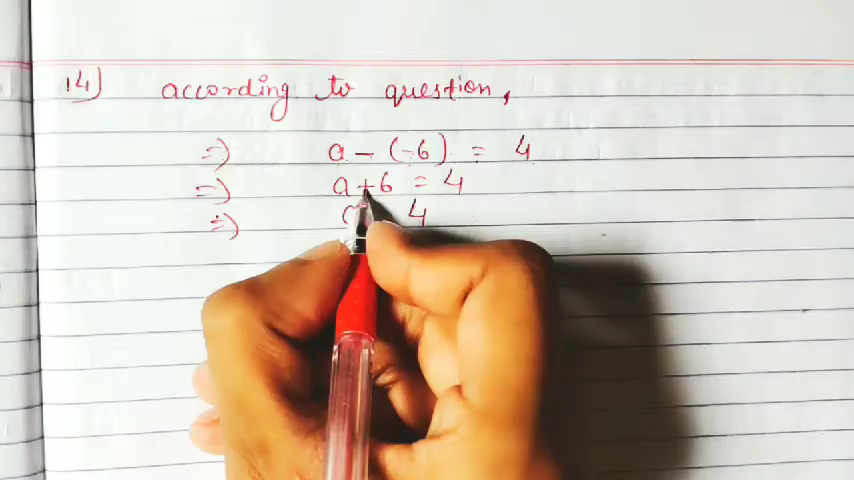 14) according to question,
=) a - (-6) = 4
=) a + 6 = 4
=) 4